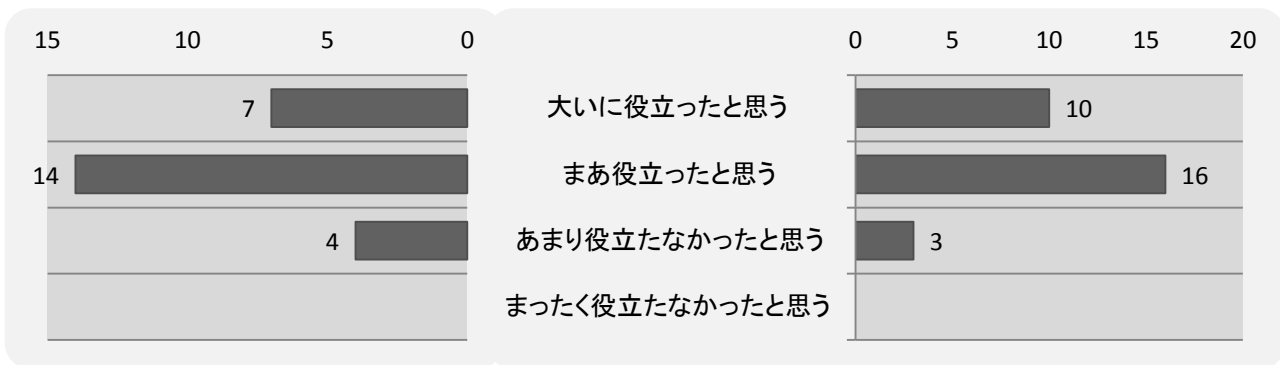 15 10 5 0 0 5 10 15 20
7 大いに役立ったと思う 10
14 まあ役立ったと思う 16
4 あまり役立たなかったと思う 3
まったく役立たなかったと思う